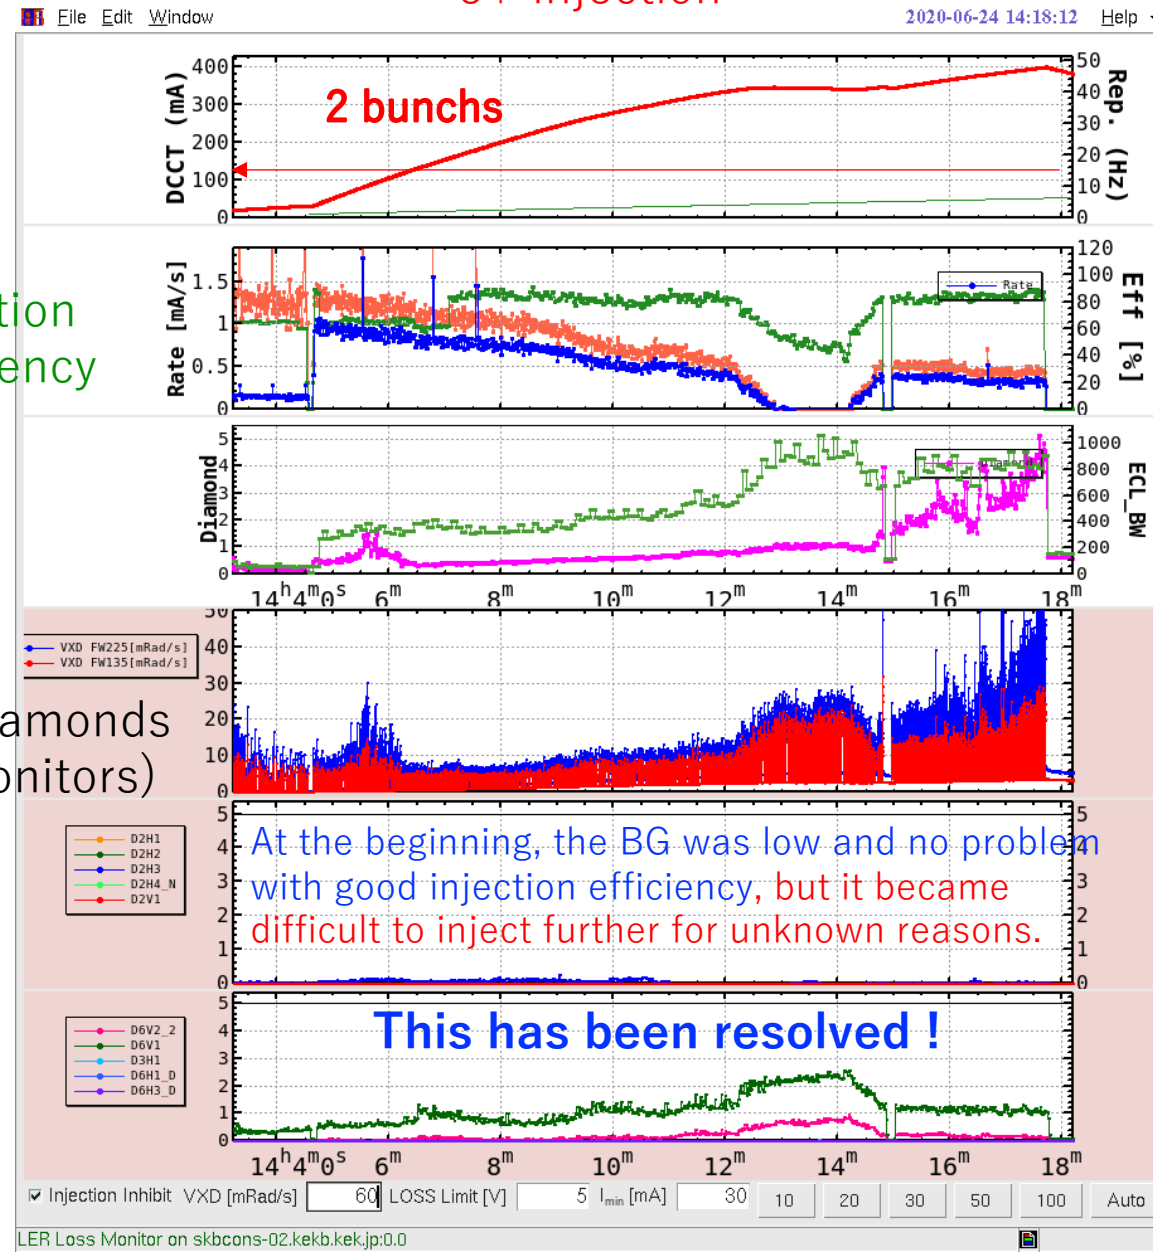 e+ injection
File Edit Window 2020-06-24 14:18:12 Help
400
300
200
100
0
DCCT (mA)
2 bunchs
50
40
30
20
10
0
Rep. (Hz)
tion
ency
1.5
1
0.5
0
Rate [mA/s]
Rate
120
100
80
60
40
20
0
Eff [%]
5
4
3
2
1
0
Diamond
1000
800
600
400
200
0
ECL_BW
14h4m0s 6m 8m 10m 12m 14m 16m 18m
50
40
30
20
10
0
VXD FW225[mRad/s]
VXD FW135[mRad/s]
amonds
onitors)
5
4
3
2
1
0
D2H1
D2H2
D2H3
D2H4_N
D2V1
At the beginning, the BG was low and no problem
with good injection efficiency, but it became
difficult to inject further for unknown reasons.
5
4
3
2
1
0
5
4
3
2
1
0
D6V2_2
D6V1
D3H1
D6H1_D
D6H3_D
This has been resolved !
14h4m0s 6m 8m 10m 12m 14m 16m 18m
Injection Inhibit VXD [mRad/s] 60 LOSS Limit [V] 5 Imin [mA] 30 10 20 30 50 100 Auto
LER Loss Monitor on skbcons-02.kekb.kek.jp:0.0